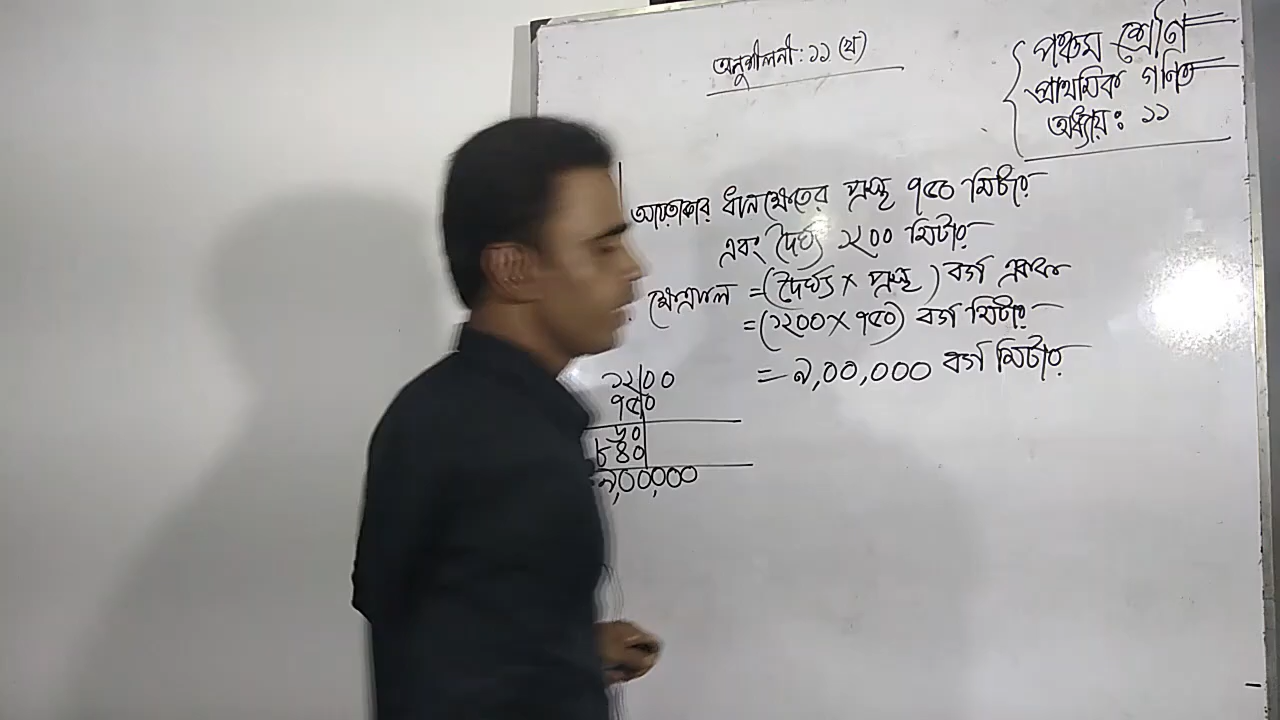 অনুশীলনী: ১১ (খ)
পঞ্চম শ্রেণি
প্রাথমিক গণিত
অধ্যায়: ১১
আয়তাকার ধানক্ষেতের প্রস্থ ৭৫০ মিটার
এবং দৈর্ঘ্য ১২০০ মিটার
ক্ষেত্রফল = (দৈর্ঘ্য × প্রস্থ) বর্গ একক
= (১২০০ × ৭৫০) বর্গ মিটার
= ৯,০০,০০০ বর্গ মিটার
১২০০
৭৫০
৬০
৮৪০
৯,০০,০০০